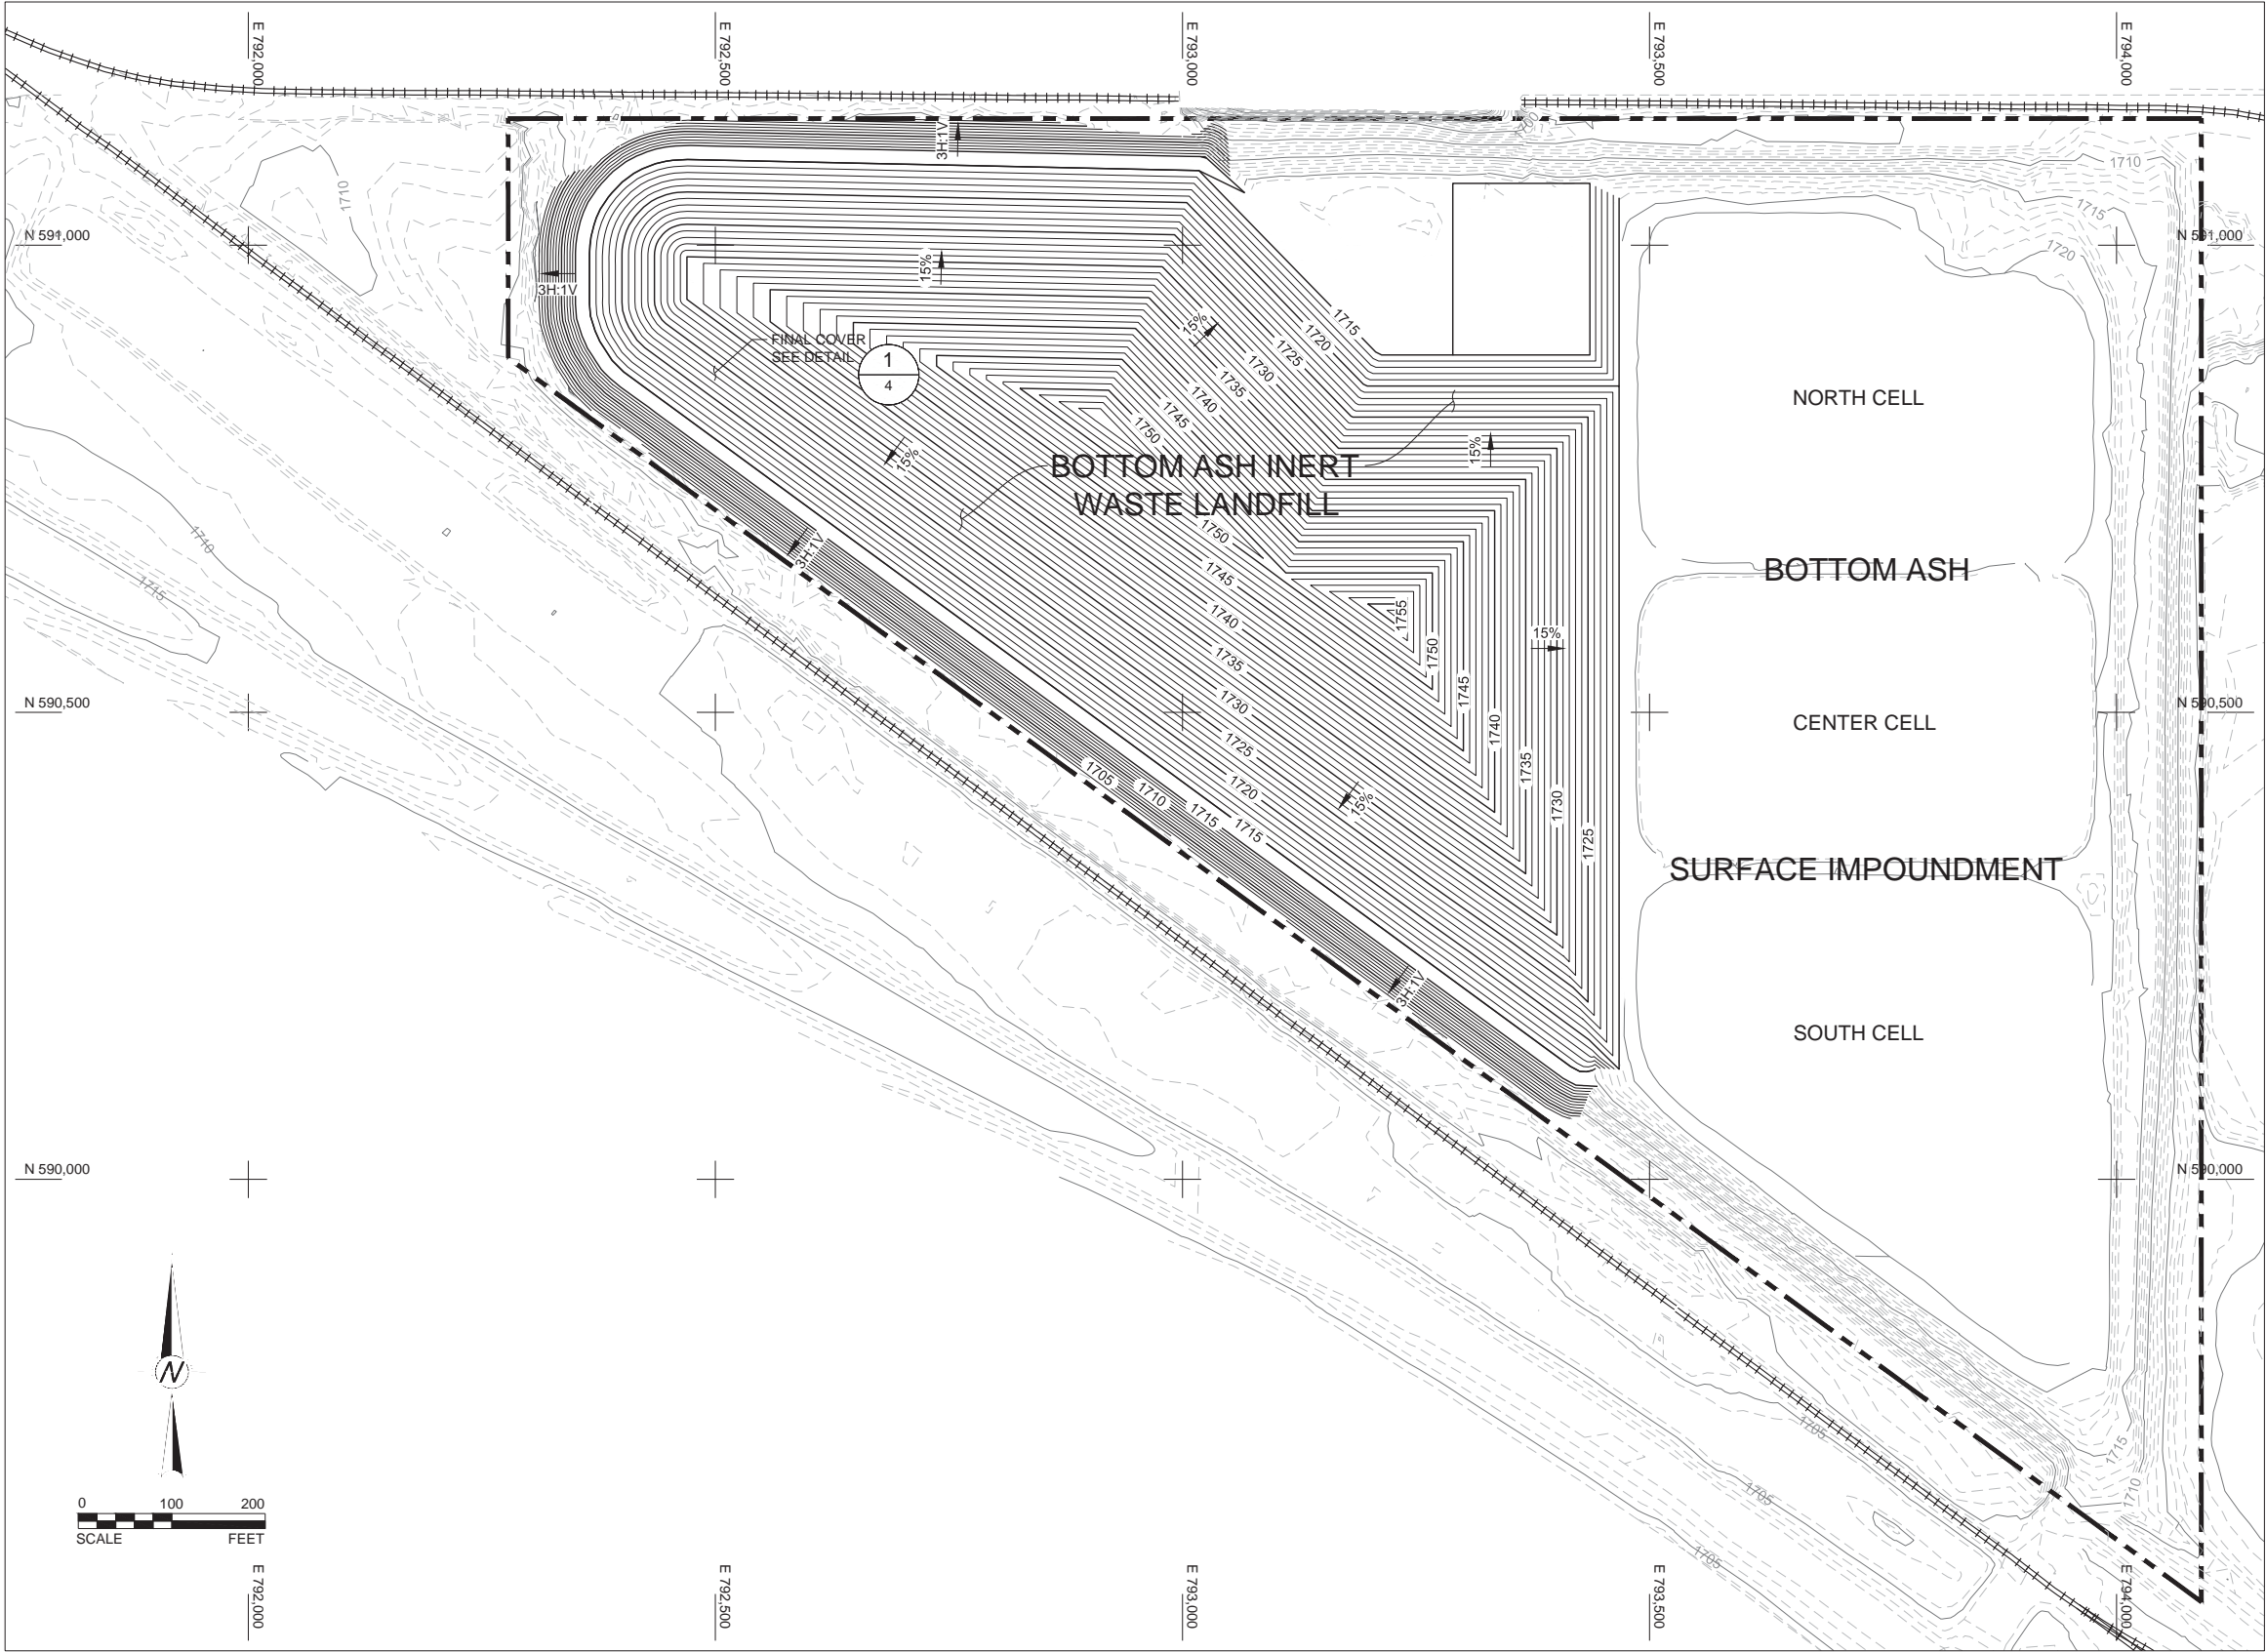 E 792,000
E 792,500
E 793,000
E 793,500
E 794,000
1700
3H:1V
1710
1710
1715
N 591,000
N 591,000
1720
15%
3H:1V
15%
1715
1720
1725
1730
1735
1740
1745
1750
FINAL COVER
SEE DETAIL
1
4
NORTH CELL
15%
15%
BOTTOM ASH INERT
WASTE LANDFILL
1710
3H:1V
1750
1745
1740
1735
1730
1725
1720
1715
1715
1710
1705
BOTTOM ASH
1715
1755
1750
1745
1740
1735
1730
1725
15%
N 590,500
N 590,500
CENTER CELL
15%
SURFACE IMPOUNDMENT
3H:1V
SOUTH CELL
N 590,000
N 590,000
N
1705
1715
1710
1705
1705
0 100 200
SCALE FEET
E 792,000
E 792,500
E 793,000
E 793,500
E 794,000